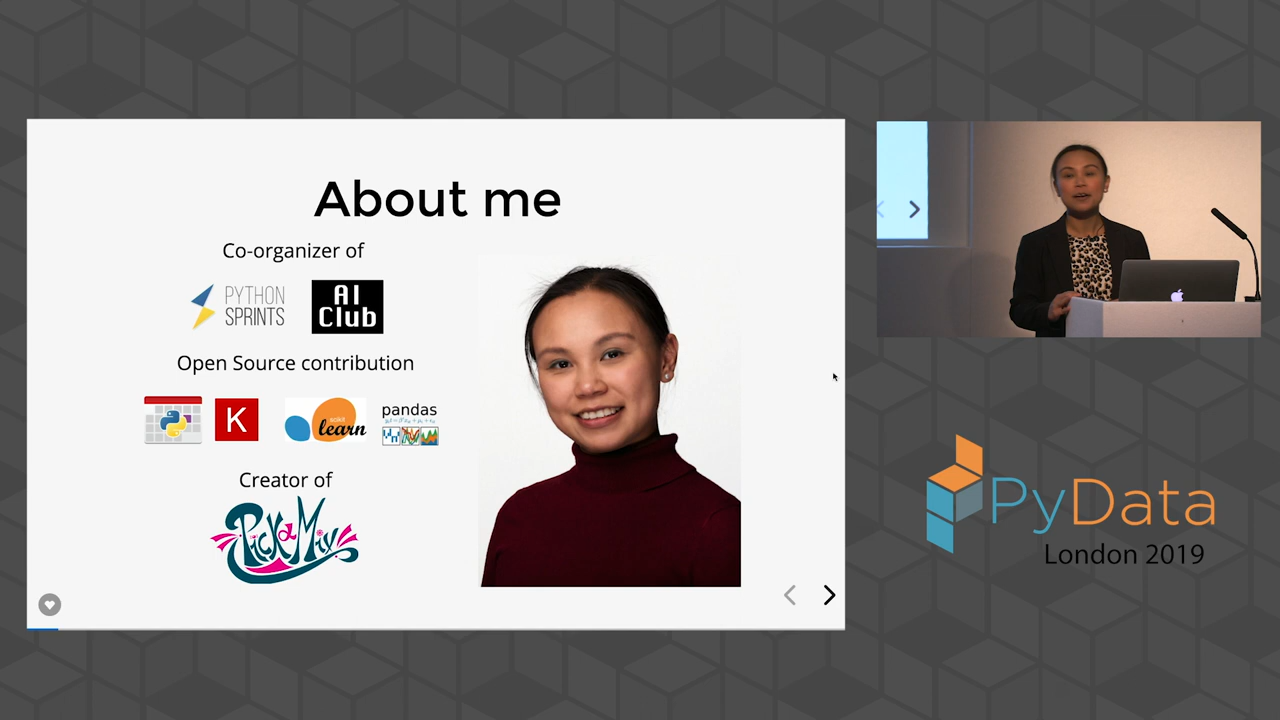 About me
Co-organizer of
PYTHON
SPRINTS
AI
Club
Open Source contribution
K
scikit
learn
pandas
Creator of
Pick a Mix
PyData
London 2019